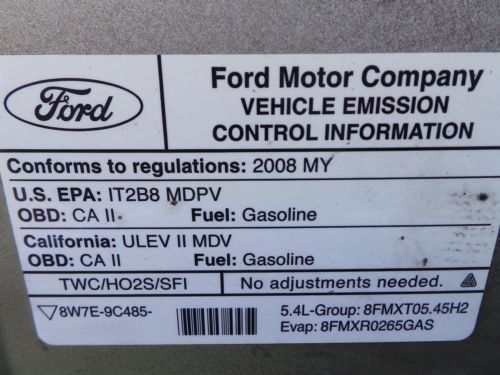 Ford
Ford Motor Company
VEHICLE EMISSION
CONTROL INFORMATION
Conforms to regulations: 2008 MY
U.S. EPA: IT2B8 MDPV
OBD: CA II Fuel: Gasoline
California: ULEV II MDV
OBD: CA II Fuel: Gasoline
TWC/HO2S/SFI No adjustments needed.
8W7E-9C485- 5.4L-Group: 8FMXT05.45H2
Evap: 8FMXR0265GAS